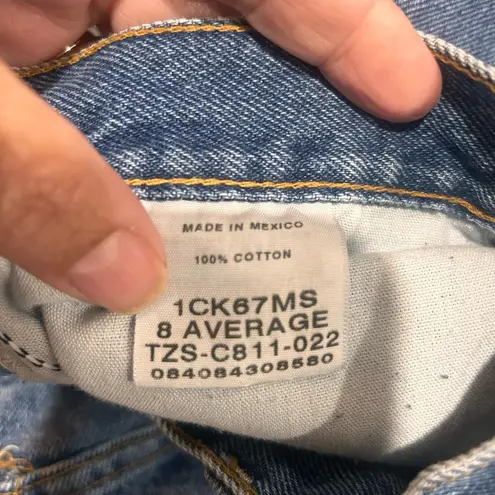 MADE IN MEXICO
100% COTTON
1CK67MS
8 AVERAGE
TZS-C811-022
084084308580